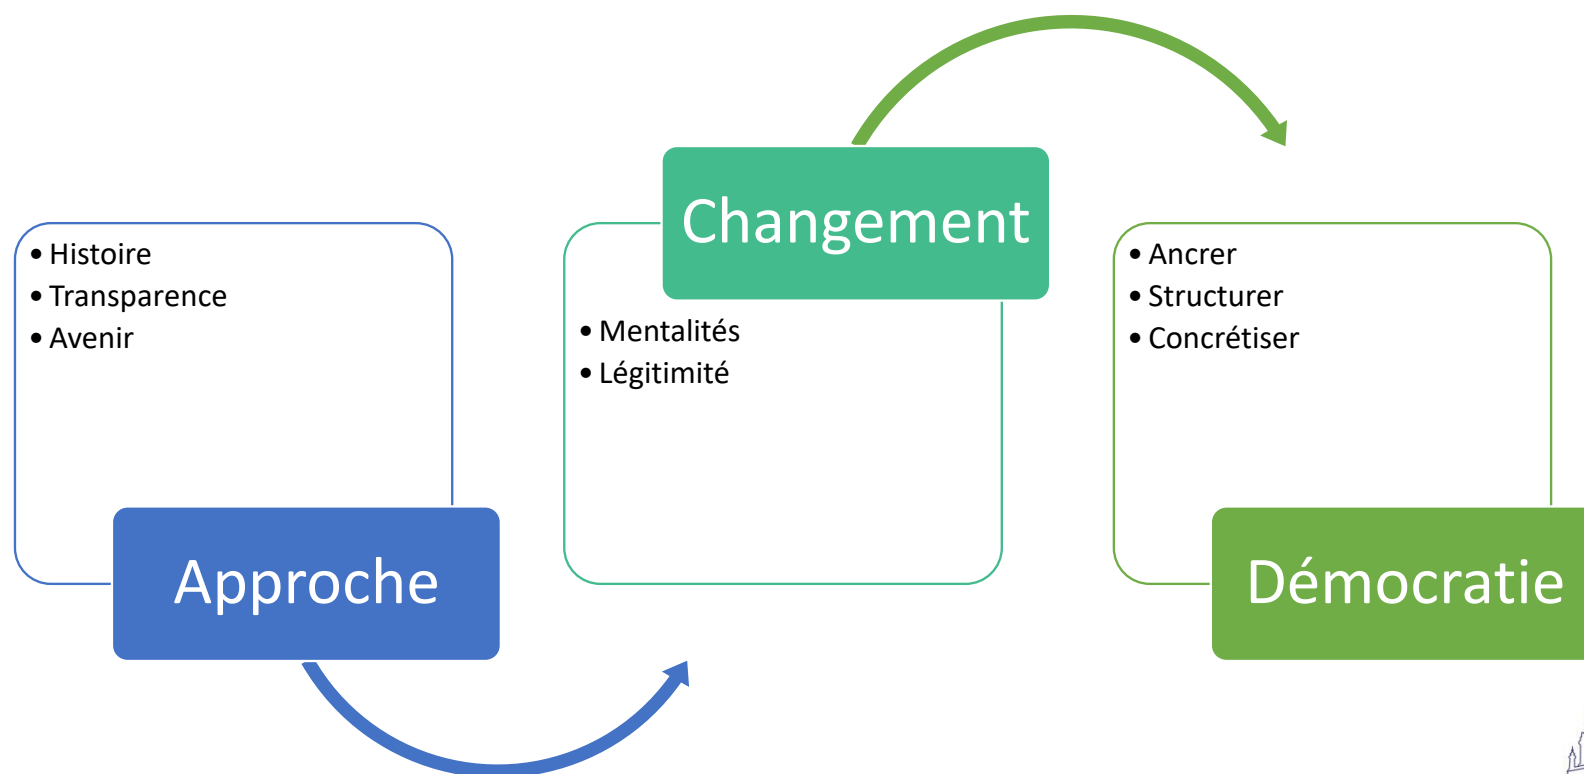 • Histoire
• Transparence
• Avenir
Approche
Changement
• Mentalités
• Légitimité
• Ancrer
• Structurer
• Concrétiser
Démocratie